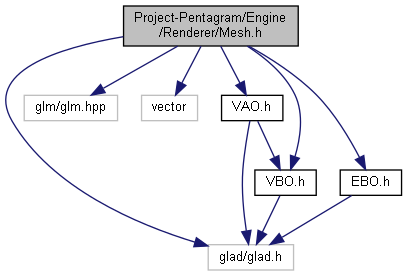 Project-Pentagram/Engine
/Renderer/Mesh.h
glm/glm.hpp
vector
VAO.h
VBO.h
EBO.h
glad/glad.h